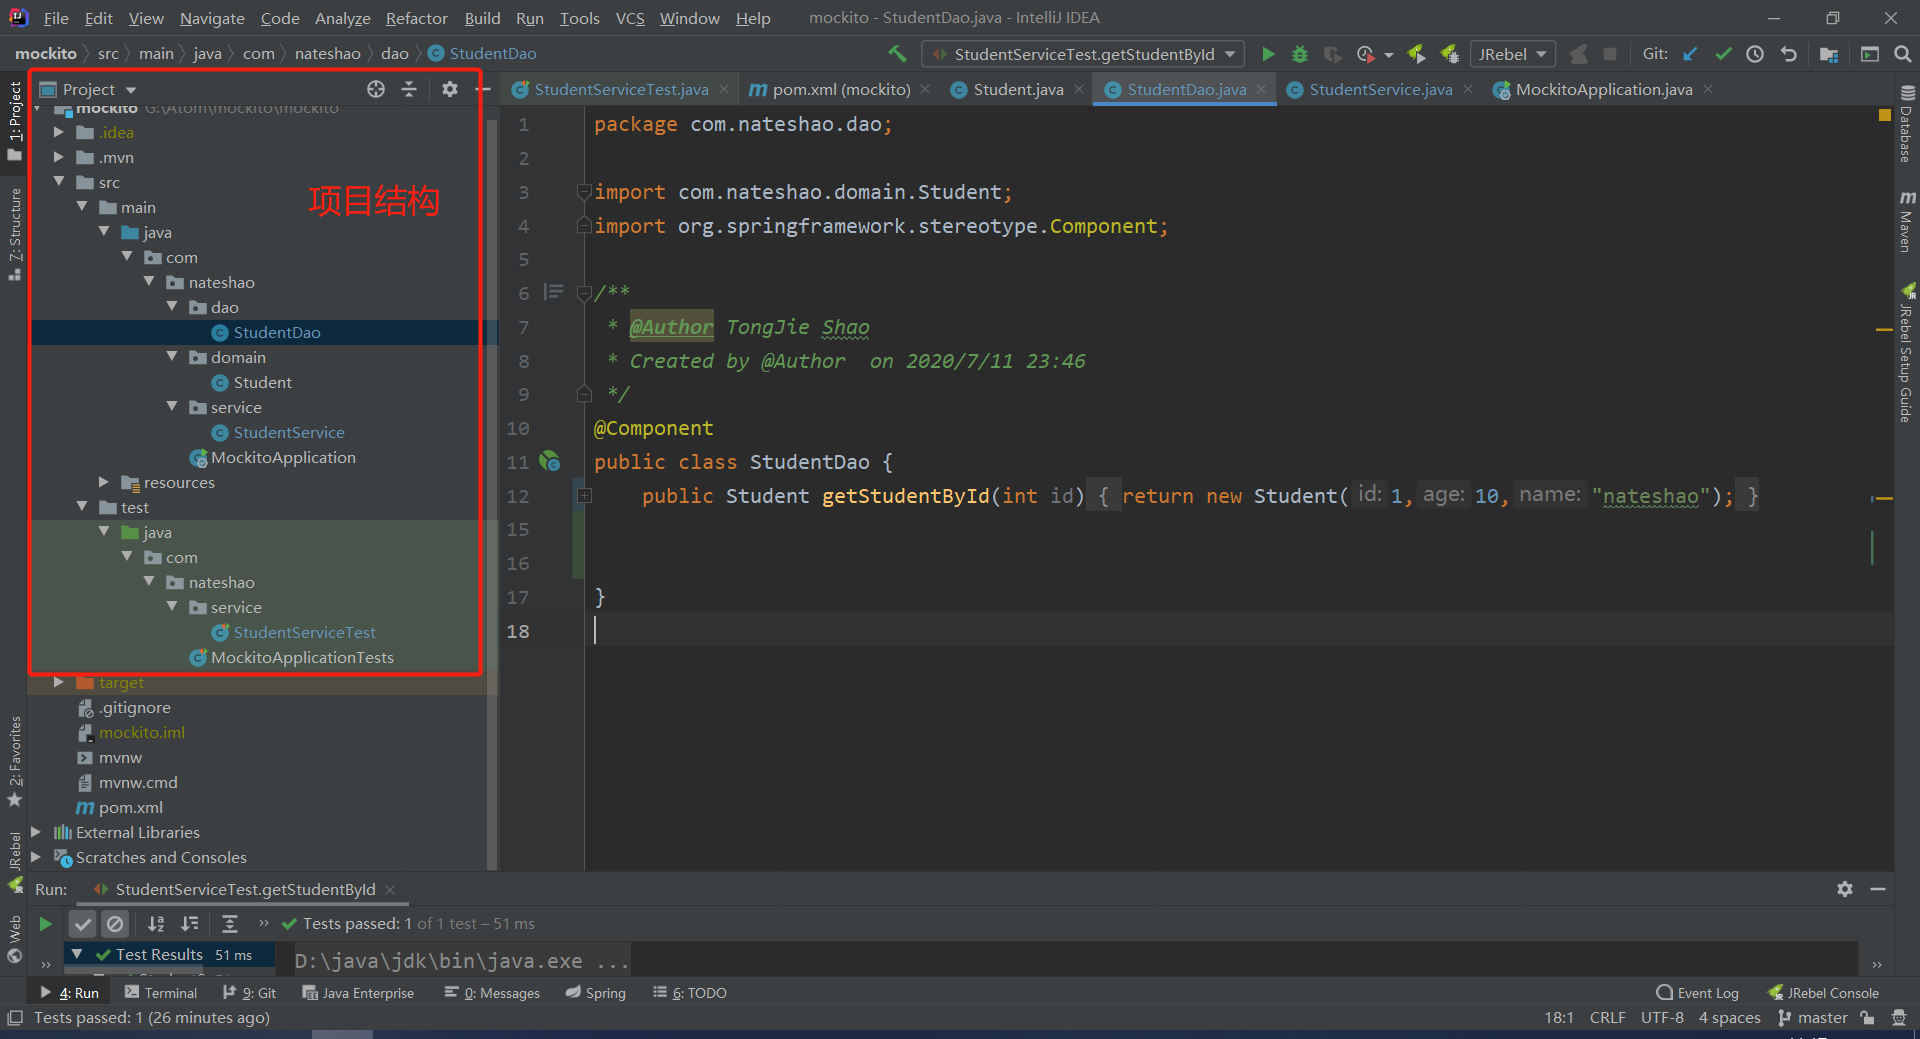 File Edit View Navigate Code Analyze Refactor Build Run Tools VCS Window Help mockito - StudentDao.java - IntelliJ IDEA
mockito src main java com nateshao dao StudentDao StudentServiceTest.getStudentById JRebel Git:
Project StudentServiceTest.java pom.xml (mockito) Student.java StudentDao.java StudentService.java MockitoApplication.java
mockito G:\Atom\mockito\mockito
.idea
.mvn
src
项目结构
main
java
com
nateshao
dao
StudentDao
domain
Student
service
StudentService
MockitoApplication
resources
test
java
com
nateshao
service
StudentServiceTest
MockitoApplicationTests
target
.gitignore
mockito.iml
mvnw
mvnw.cmd
pom.xml
External Libraries
Scratches and Consoles
1: Project
7: Structure
2: Favorites
JRebel
Web
1 package com.nateshao.dao;
2
3 import com.nateshao.domain.Student;
4 import org.springframework.stereotype.Component;
5
6 /**
7 * @Author TongJie Shao
8 * Created by @Author on 2020/7/11 23:46
9 */
10 @Component
11 public class StudentDao {
12 public Student getStudentById(int id) { return new Student( id: 1, age: 10, name: "nateshao"); }
15
16
17 }
18
Database
Maven
JRebel Setup Guide
Run: StudentServiceTest.getStudentById
Tests passed: 1 of 1 test – 51 ms
Test Results 51 ms
D:\java\jdk\bin\java.exe ...
4: Run Terminal 9: Git Java Enterprise 0: Messages Spring 6: TODO Event Log JRebel Console
Tests passed: 1 (26 minutes ago) 18:1 CRLF UTF-8 4 spaces master